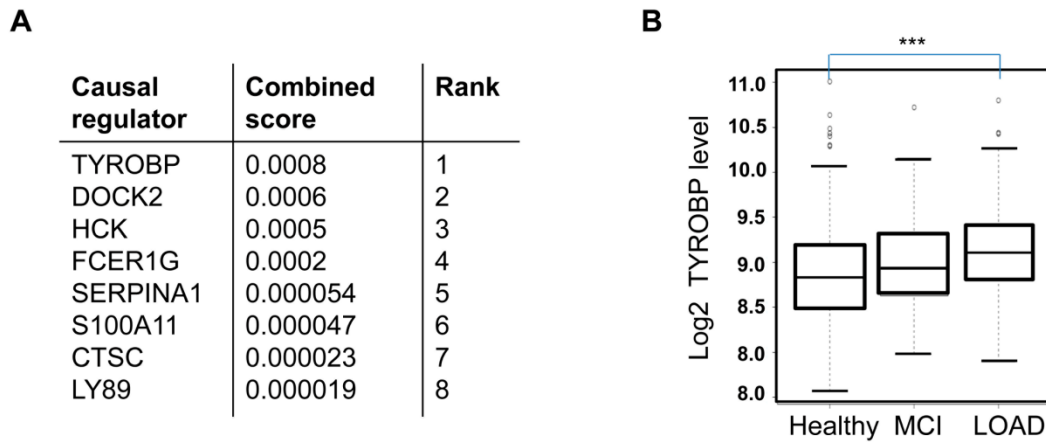 A
Causal regulator | Combined score | Rank
TYROBP | 0.0008 | 1
DOCK2 | 0.0006 | 2
HCK | 0.0005 | 3
FCER1G | 0.0002 | 4
SERPINA1 | 0.000054 | 5
S100A11 | 0.000047 | 6
CTSC | 0.000023 | 7
LY89 | 0.000019 | 8
B
***
Log2 TYROBP level
11.0
10.5
10.0
9.5
9.0
8.5
8.0
8.0
Healthy MCI LOAD